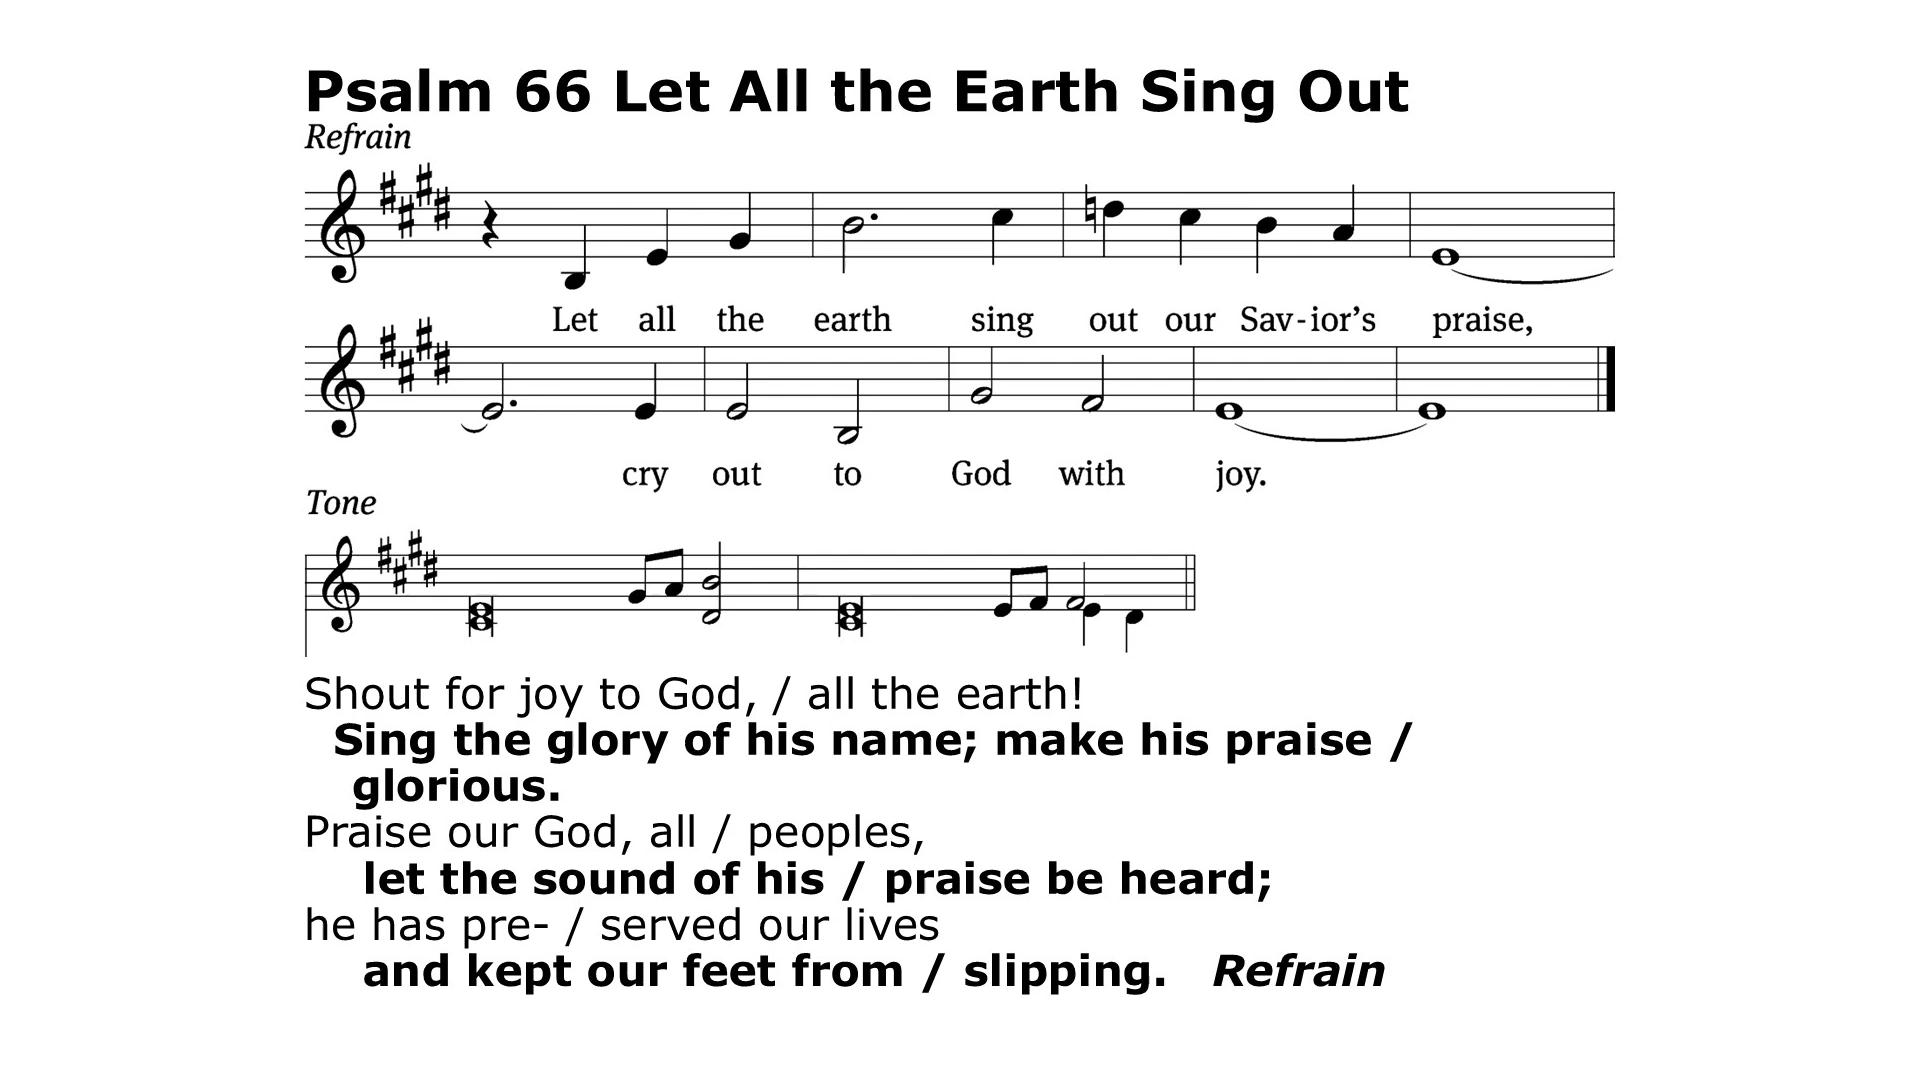 Psalm 66 Let All the Earth Sing Out
Refrain
Let all the earth sing out our Sav-ior’s praise,
cry out to God with joy.
Tone
Shout for joy to God, / all the earth!
Sing the glory of his name; make his praise /
glorious.
Praise our God, all / peoples,
let the sound of his / praise be heard;
he has pre- / served our lives
and kept our feet from / slipping. Refrain